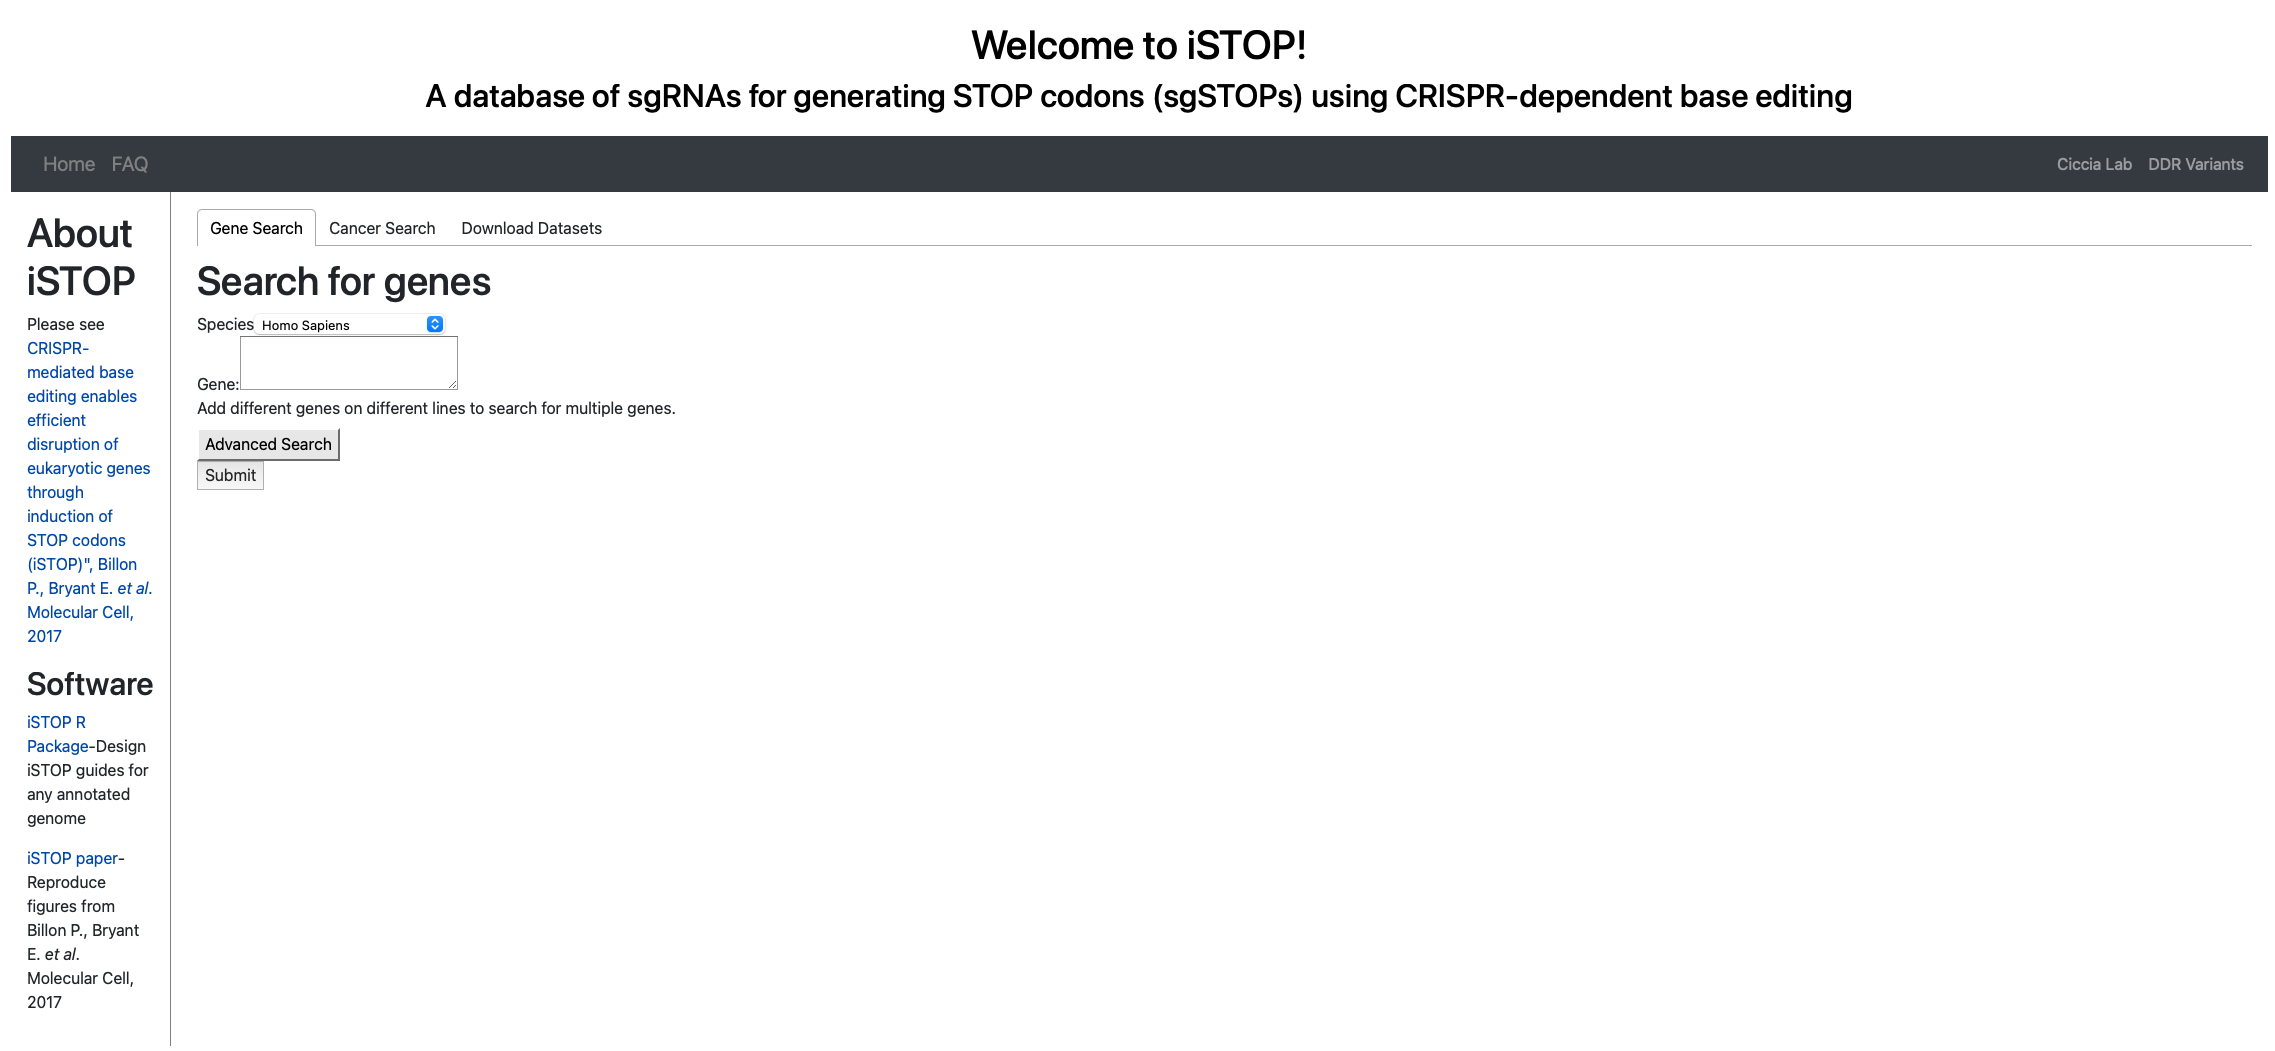 Welcome to iSTOP!
A database of sgRNAs for generating STOP codons (sgSTOPs) using CRISPR-dependent base editing
Home FAQ Ciccia Lab DDR Variants
About
iSTOP
Please see
CRISPR-
mediated base
editing enables
efficient
disruption of
eukaryotic genes
through
induction of
STOP codons
(iSTOP)", Billon
P., Bryant E. et al.
Molecular Cell,
2017
Software
iSTOP R
Package-Design
iSTOP guides for
any annotated
genome
iSTOP paper-
Reproduce
figures from
Billon P., Bryant
E. et al.
Molecular Cell,
2017
Gene Search Cancer Search Download Datasets
Search for genes
Species Homo Sapiens
Gene:
Add different genes on different lines to search for multiple genes.
Advanced Search
Submit